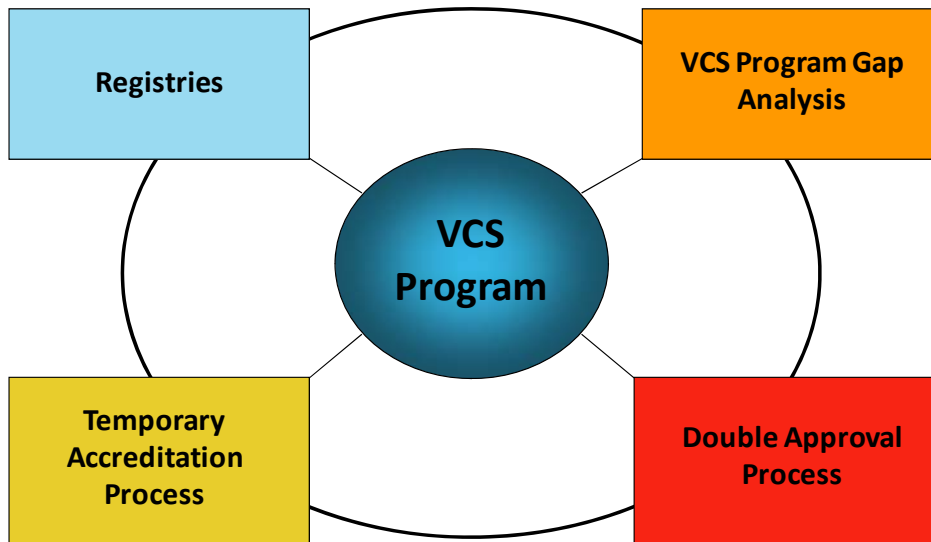 Registries
VCS Program Gap
Analysis
VCS
Program
Temporary
Accreditation
Process
Double Approval
Process